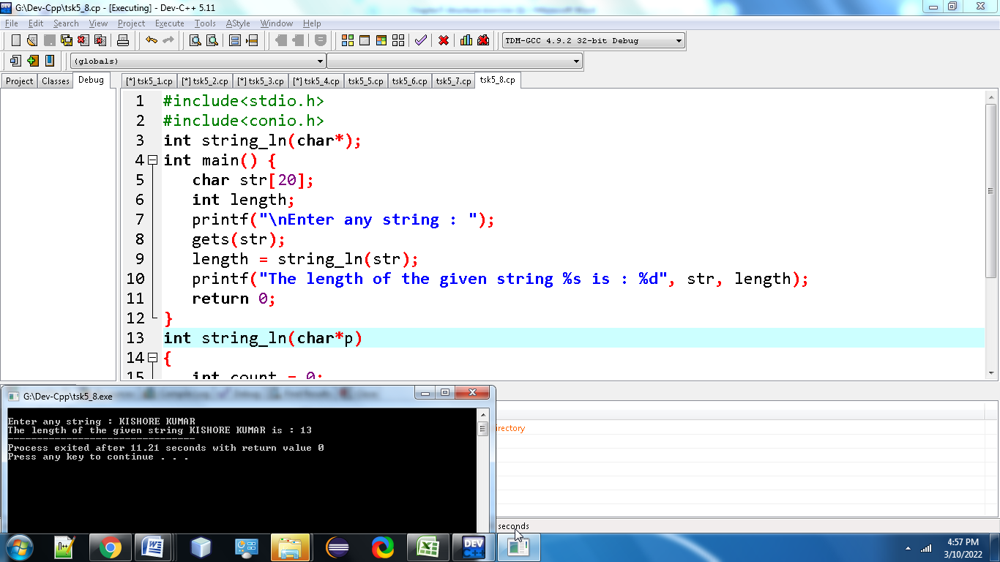 G:\Dev-Cpp\tsk5_8.cp - [Executing] - Dev-C++ 5.11
File Edit Search View Project Execute Tools AStyle Window Help
TDM-GCC 4.9.2 32-bit Debug
(globals)
Project Classes Debug
[*] tsk5_1.cp [*] tsk5_2.cp [*] tsk5_3.cp [*] tsk5_4.cp tsk5_5.cp tsk5_6.cp tsk5_7.cp tsk5_8.cp
1 #include<stdio.h>
2 #include<conio.h>
3 int string_ln(char*);
4 int main() {
5 char str[20];
6 int length;
7 printf("\nEnter any string : ");
8 gets(str);
9 length = string_ln(str);
10 printf("The length of the given string %s is : %d", str, length);
11 return 0;
12 }
13 int string_ln(char*p)
14 {
15 int count = 0;
G:\Dev-Cpp\tsk5_8.exe
Enter any string : KISHORE KUMAR
The length of the given string KISHORE KUMAR is : 13
--------------------------------
Process exited after 11.21 seconds with return value 0
Press any key to continue . . .
irectory
seconds
N++
W
DEV C++
4:57 PM
3/10/2022